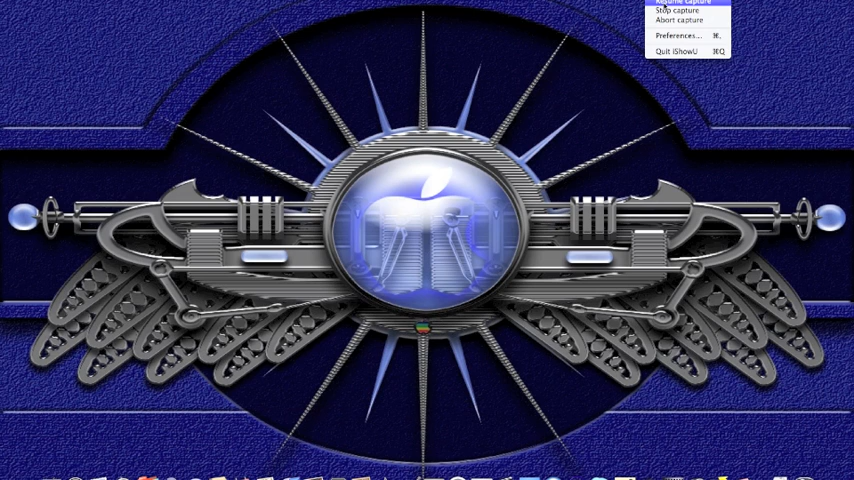 Resume capture
Stop capture
Abort capture
Preferences... ⌘,
Quit iShowU ⌘Q